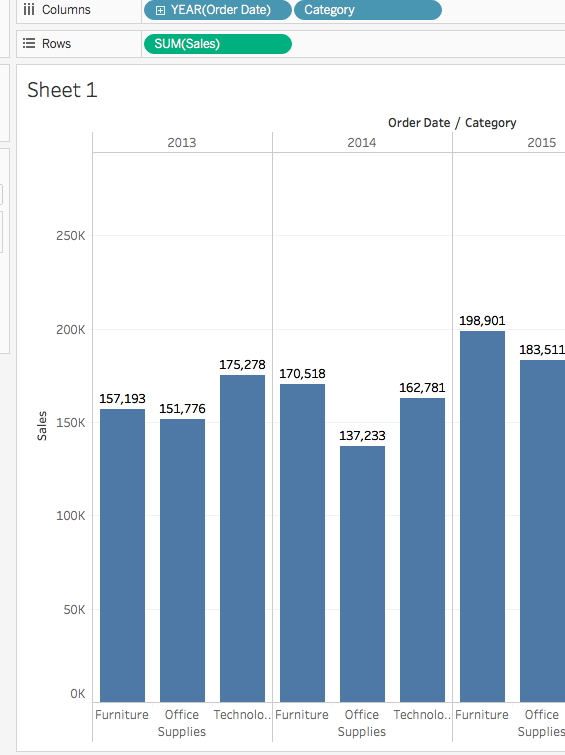 Columns YEAR(Order Date) Category
Rows SUM(Sales)
Sheet 1
Order Date / Category
2013 2014 2015
250K
200K
150K
100K
50K
0K
Sales
157,193 151,776 175,278 170,518 137,233 162,781 198,901 183,511
Furniture Office Supplies Technolo.. Furniture Office Supplies Technolo.. Furniture Office Supplies